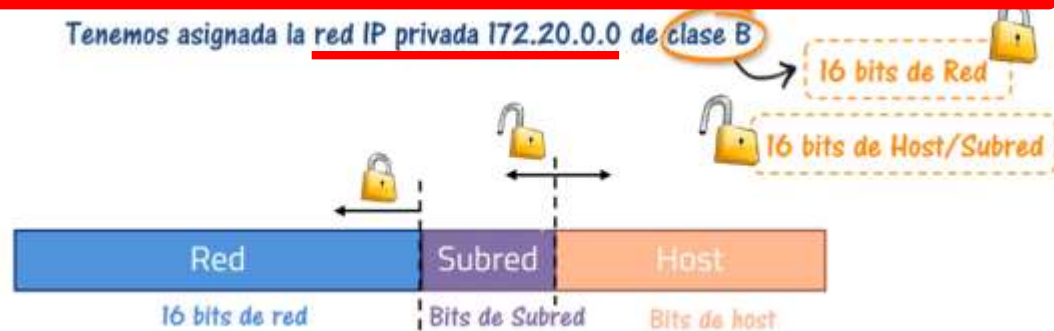 Tenemos asignada la red IP privada 172.20.0.0 de clase B
16 bits de Red
16 bits de Host/Subred
Red
Subred
Host
16 bits de red
Bits de Subred
Bits de host